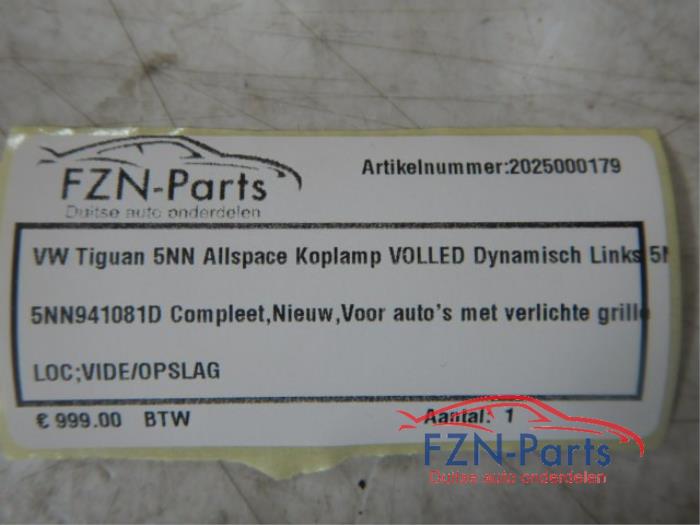 FZN-Parts
Duitse auto onderdelen
Artikelnummer:2025000179
VW Tiguan 5NN Allspace Koplamp VOLLED Dynamisch Links
5NN941081D Compleet,Nieuw,Voor auto's met verlichte grille
LOC;VIDE/OPSLAG
€ 999.00 BTW
Aantal: 1
FZN-Parts
Duitse auto onderdelen